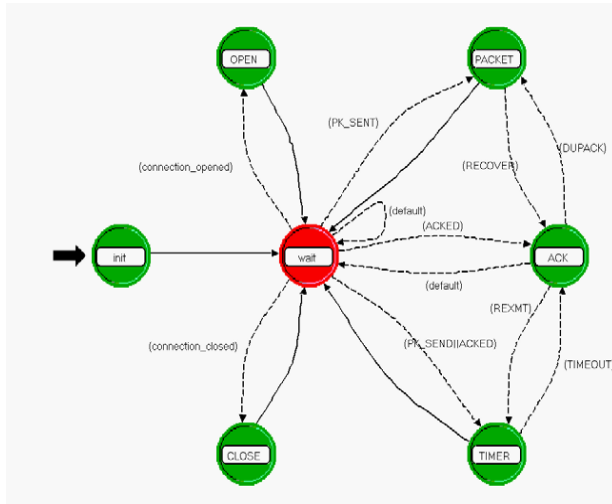 OPEN
PACKET
(PK_SENT)
(DUPACK)
(connection_opened)
(RECOVER)
(default)
(ACKED)
init
wait
ACK
(default)
(REXMT)
(connection_closed)
(PK_SEND||ACKED)
(TIMEOUT)
CLOSE
TIMER